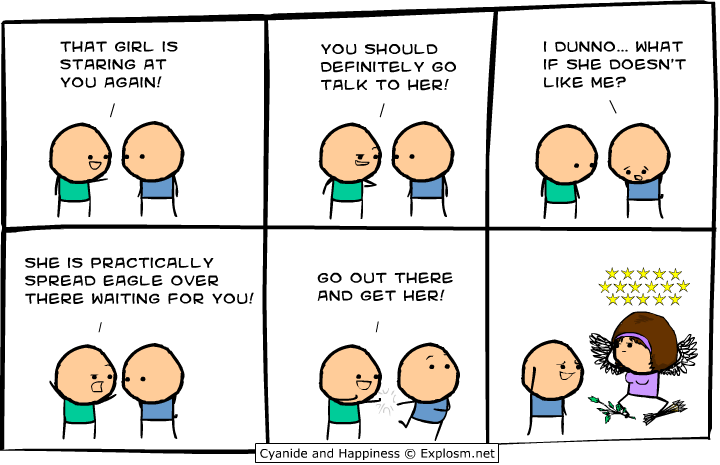 THAT GIRL IS
STARING AT
YOU AGAIN!
YOU SHOULD
DEFINITELY GO
TALK TO HER!
I DUNNO... WHAT
IF SHE DOESN'T
LIKE ME?
SHE IS PRACTICALLY
SPREAD EAGLE OVER
THERE WAITING FOR YOU!
GO OUT THERE
AND GET HER!
Cyanide and Happiness © Explosm.net